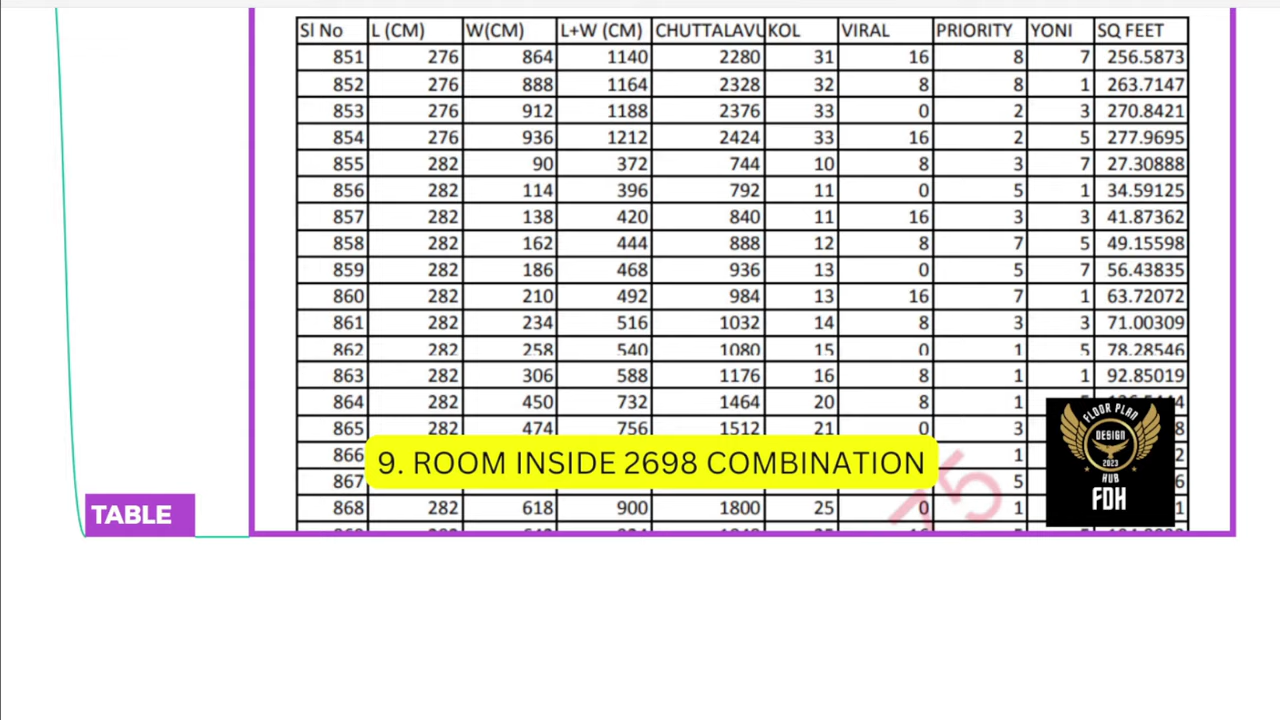 Sl No L (CM) W(CM) L+W (CM) CHUTTALAVU KOL VIRAL PRIORITY YONI SQ FEET
851 276 864 1140 2280 31 16 8 7 256.5873
852 276 888 1164 2328 32 8 8 1 263.7147
853 276 912 1188 2376 33 0 2 3 270.8421
854 276 936 1212 2424 33 16 2 5 277.9695
855 282 90 372 744 10 8 3 7 27.30888
856 282 114 396 792 11 0 5 1 34.59125
857 282 138 420 840 11 16 3 3 41.87362
858 282 162 444 888 12 8 7 5 49.15598
859 282 186 468 936 13 0 5 7 56.43835
860 282 210 492 984 13 16 7 1 63.72072
861 282 234 516 1032 14 8 3 3 71.00309
862 282 258 540 1080 15 0 1 5 78.28546
863 282 306 588 1176 16 8 1 1 92.85019
864 282 450 732 1464 20 8 1
865 282 474 756 1512 21 0 3 8
866 1 2
867 5 6
868 282 618 900 1800 25 0 1 1
9. ROOM INSIDE 2698 COMBINATION
75
FLOOR PLAN
DESIGN
2023
HUB
FDH
TABLE